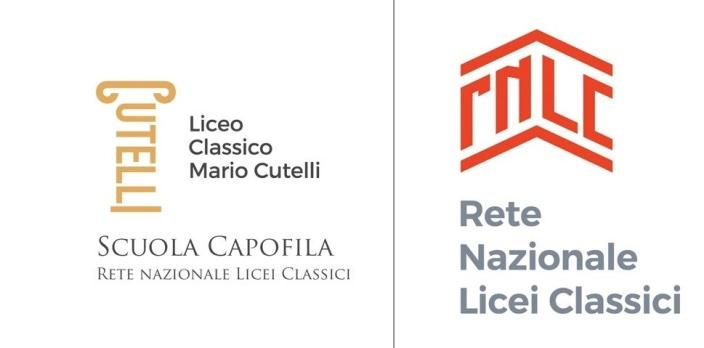 CUTELLI
Liceo
Classico
Mario Cutelli
SCUOLA CAPOFILA
RETE NAZIONALE LICEI CLASSICI
rnlc
Rete
Nazionale
Licei Classici